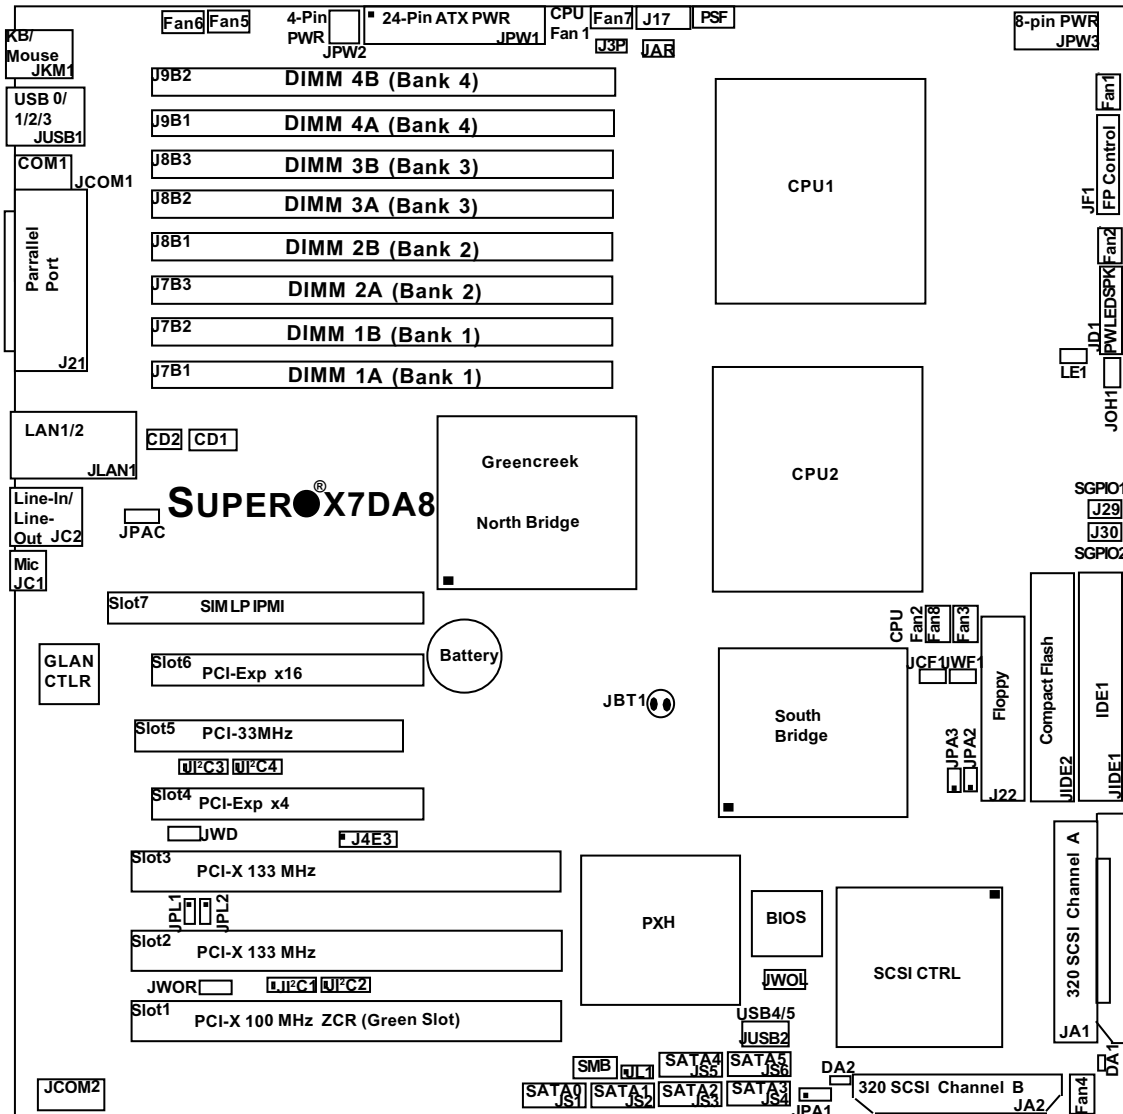 Fan6
Fan5
4-Pin
PWR
JPW2
24-Pin ATX PWR
JPW1
CPU
Fan 1
Fan7
J17
PSF
J3P
JAR
8-pin PWR
JPW3
KB/
Mouse
JKM1
USB 0/
1/2/3
JUSB1
COM1
JCOM1
Parrallel
Port
J21
J9B2
DIMM 4B (Bank 4)
J9B1
DIMM 4A (Bank 4)
J8B3
DIMM 3B (Bank 3)
J8B2
DIMM 3A (Bank 3)
J8B1
DIMM 2B (Bank 2)
J7B3
DIMM 2A (Bank 2)
J7B2
DIMM 1B (Bank 1)
J7B1
DIMM 1A (Bank 1)
CPU1
Fan1
FP Control
JF1
Fan2
PWLEDSPK
JD1
LE1
JOH1
LAN1/2
JLAN1
CD2
CD1
Greencreek
North Bridge
CPU2
Line-In/
Line-
Out JC2
JPAC
SUPER®X7DA8
SGPIO1
J29
J30
SGPIO2
Mic
JC1
Slot7
SIM LP IPMI
GLAN
CTLR
Slot6
PCI-Exp x16
Battery
JBT1
CPU
Fan2
Fan8
Fan3
JCF1
JWF1
South
Bridge
Floppy
J22
Compact Flash
JIDE2
IDE1
JIDE1
JPA3
JPA2
Slot5
PCI-33MHz
JI²C3
JI²C4
Slot4
PCI-Exp x4
JWD
J4E3
Slot3
PCI-X 133 MHz
JPL1
JPL2
Slot2
PCI-X 133 MHz
JWOR
JI²C1
JI²C2
Slot1
PCI-X 100 MHz ZCR (Green Slot)
PXH
BIOS
JWOL
SCSI CTRL
320 SCSI Channel A
JA1
USB4/5
JUSB2
SMB
JL1
SATA4
JS5
SATA5
JS6
SATA0
JS1
SATA1
JS2
SATA2
JS3
SATA3
JS4
DA2
JPA1
320 SCSI Channel B
JA2
DA1
Fan4
JCOM2